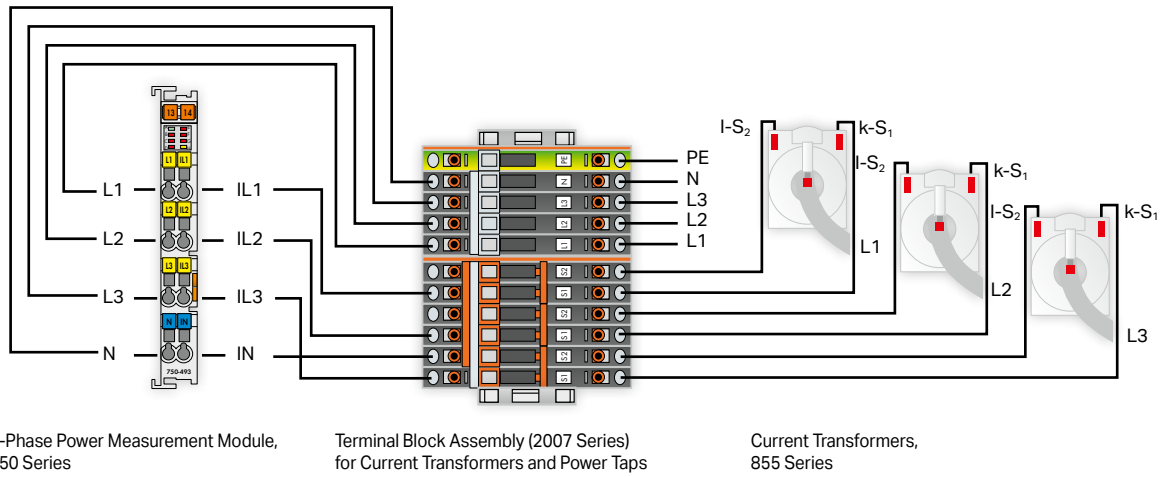 13 14
L1 IL1
L2 IL2
L3 IL3
N IN
750-493
L1
L2
L3
N
IL1
IL2
IL3
IN
PE
N
L3
L2
L1
S2
S1
S2
S1
S2
S1
PE
N
L3
L2
L1
l-S2
k-S1
L1
l-S2
k-S1
L2
l-S2
k-S1
L3
-Phase Power Measurement Module,
50 Series
Terminal Block Assembly (2007 Series)
for Current Transformers and Power Taps
Current Transformers,
855 Series